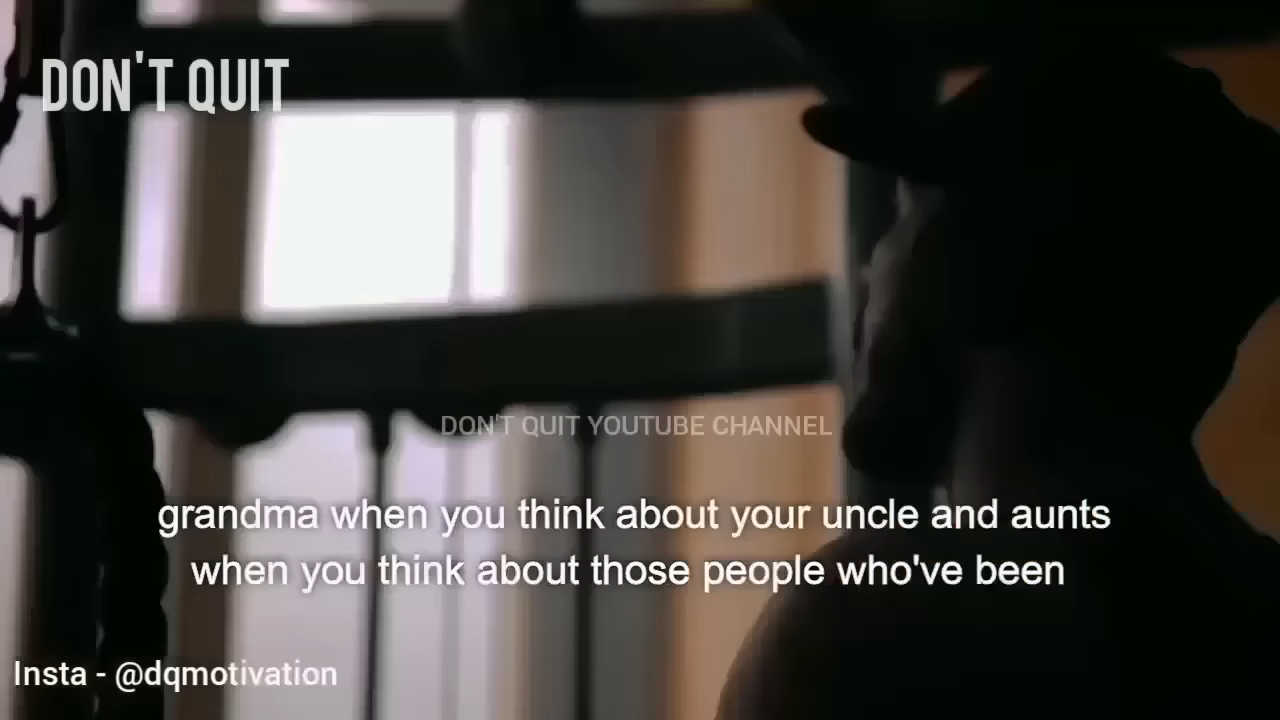 DON'T QUIT
DON'T QUIT YOUTUBE CHANNEL
grandma when you think about your uncle and aunts
when you think about those people who've been
Insta - @dqmotivation